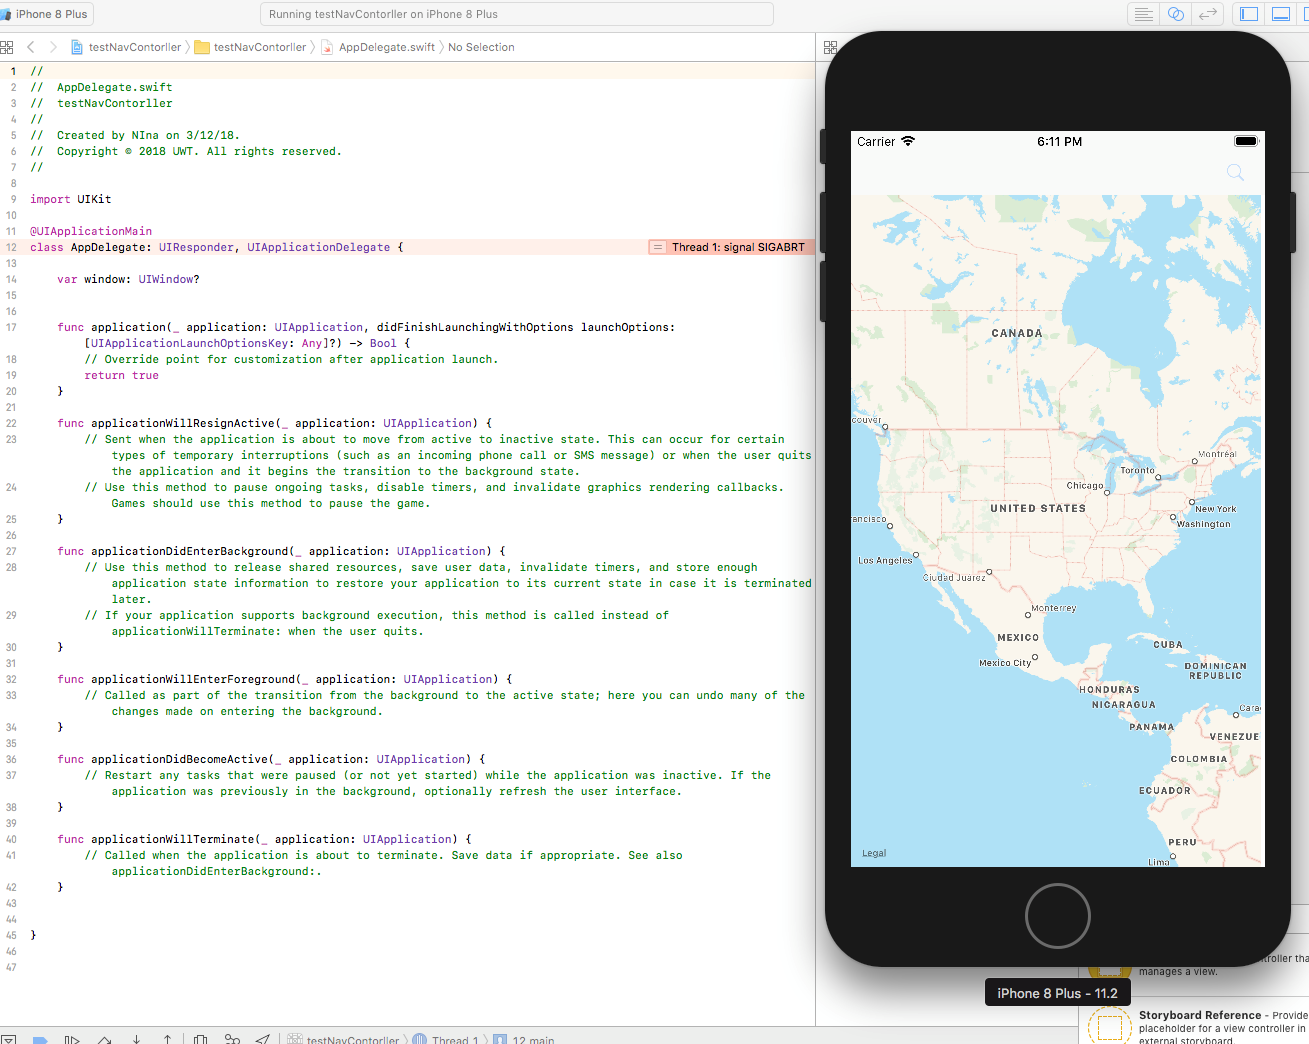 iPhone 8 Plus
Running testNavContorller on iPhone 8 Plus
testNavContorller
testNavContorller
AppDelegate.swift
No Selection
1 //
2 //  AppDelegate.swift
3 //  testNavContorller
4 //
5 //  Created by NIna on 3/12/18.
6 //  Copyright © 2018 UWT. All rights reserved.
7 //
8
9 import UIKit
10
11 @UIApplicationMain
12 class AppDelegate: UIResponder, UIApplicationDelegate {
Thread 1: signal SIGABRT
13
14 var window: UIWindow?
15
16
17 func application(_ application: UIApplication, didFinishLaunchingWithOptions launchOptions:
[UIApplicationLaunchOptionsKey: Any]?) -> Bool {
18 // Override point for customization after application launch.
19 return true
20 }
21
22 func applicationWillResignActive(_ application: UIApplication) {
23 // Sent when the application is about to move from active to inactive state. This can occur for certain
types of temporary interruptions (such as an incoming phone call or SMS message) or when the user quits
the application and it begins the transition to the background state.
24 // Use this method to pause ongoing tasks, disable timers, and invalidate graphics rendering callbacks.
Games should use this method to pause the game.
25 }
26
27 func applicationDidEnterBackground(_ application: UIApplication) {
28 // Use this method to release shared resources, save user data, invalidate timers, and store enough
application state information to restore your application to its current state in case it is terminated
later.
29 // If your application supports background execution, this method is called instead of
applicationWillTerminate: when the user quits.
30 }
31
32 func applicationWillEnterForeground(_ application: UIApplication) {
33 // Called as part of the transition from the background to the active state; here you can undo many of the
changes made on entering the background.
34 }
35
36 func applicationDidBecomeActive(_ application: UIApplication) {
37 // Restart any tasks that were paused (or not yet started) while the application was inactive. If the
application was previously in the background, optionally refresh the user interface.
38 }
39
40 func applicationWillTerminate(_ application: UIApplication) {
41 // Called when the application is about to terminate. Save data if appropriate. See also
applicationDidEnterBackground:.
42 }
43
44
45 }
46
47
testNavContorller
Thread 1
12 main
Carrier
6:11 PM
CANADA
couver
Montréal
Toronto
Chicago
UNITED STATES
New York
Washington
rancisco
Los Angeles
Ciudad Juarez
Monterrey
MEXICO
Mexico City
CUBA
DOMINICAN
REPUBLIC
HONDURAS
NICARAGUA
Cara
PANAMA
VENEZUE
COLOMBIA
ECUADOR
PERU
Lima
Legal
iPhone 8 Plus - 11.2
troller tha
manages a view.
Storyboard Reference - Provide
placeholder for a view controller in
external storyboard.